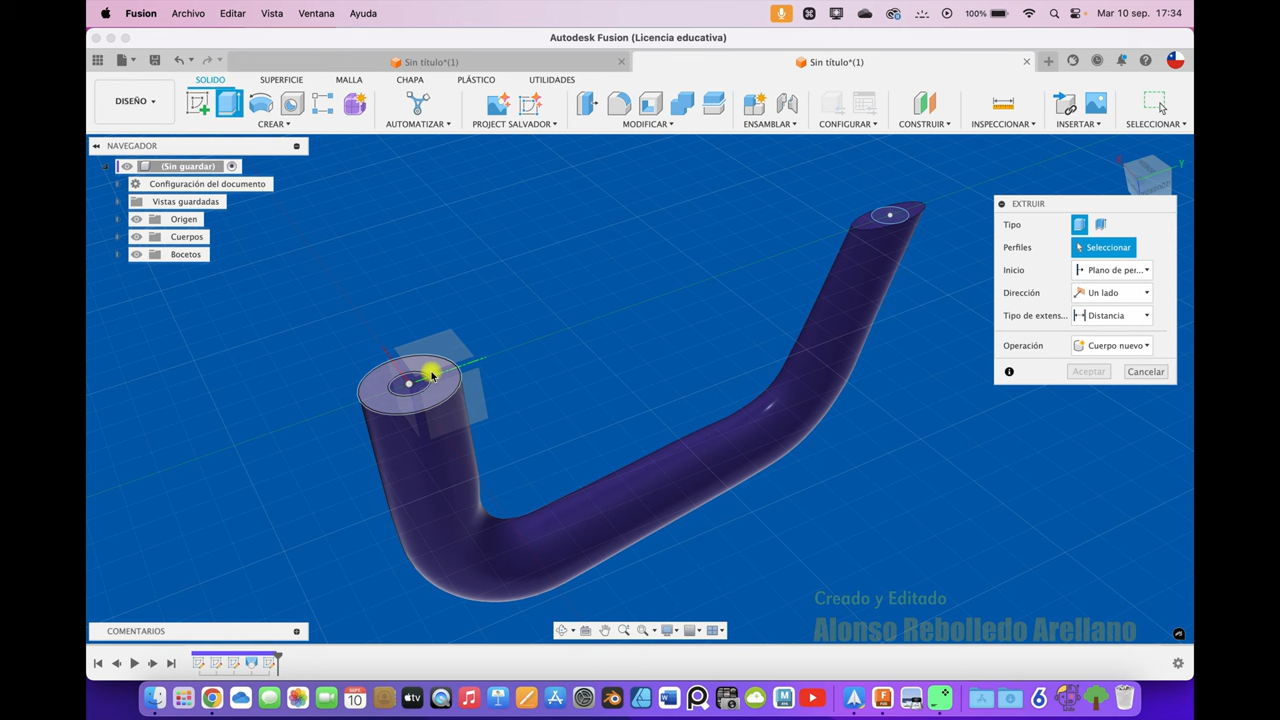 Fusion Archivo Editar Vista Ventana Ayuda 100% Mar 10 sep. 17:34
Autodesk Fusion (Licencia educativa)
Sin título*(1) Sin título*(1)
DISEÑO
SOLIDO SUPERFICIE MALLA CHAPA PLÁSTICO UTILIDADES
CREAR AUTOMATIZAR PROJECT SALVADOR MODIFICAR ENSAMBLAR CONFIGURAR CONSTRUIR INSPECCIONAR INSERTAR SELECCIONAR
NAVEGADOR
(Sin guardar)
Configuración del documento
Vistas guardadas
Origen
Cuerpos
Bocetos
EXTRUIR
Tipo
Perfiles Seleccionar
Inicio Plano de per...
Dirección Un lado
Tipo de extens... Distancia
Operación Cuerpo nuevo
Aceptar Cancelar
Creado y Editado
Alonso Rebolledo Arellano
COMENTARIOS